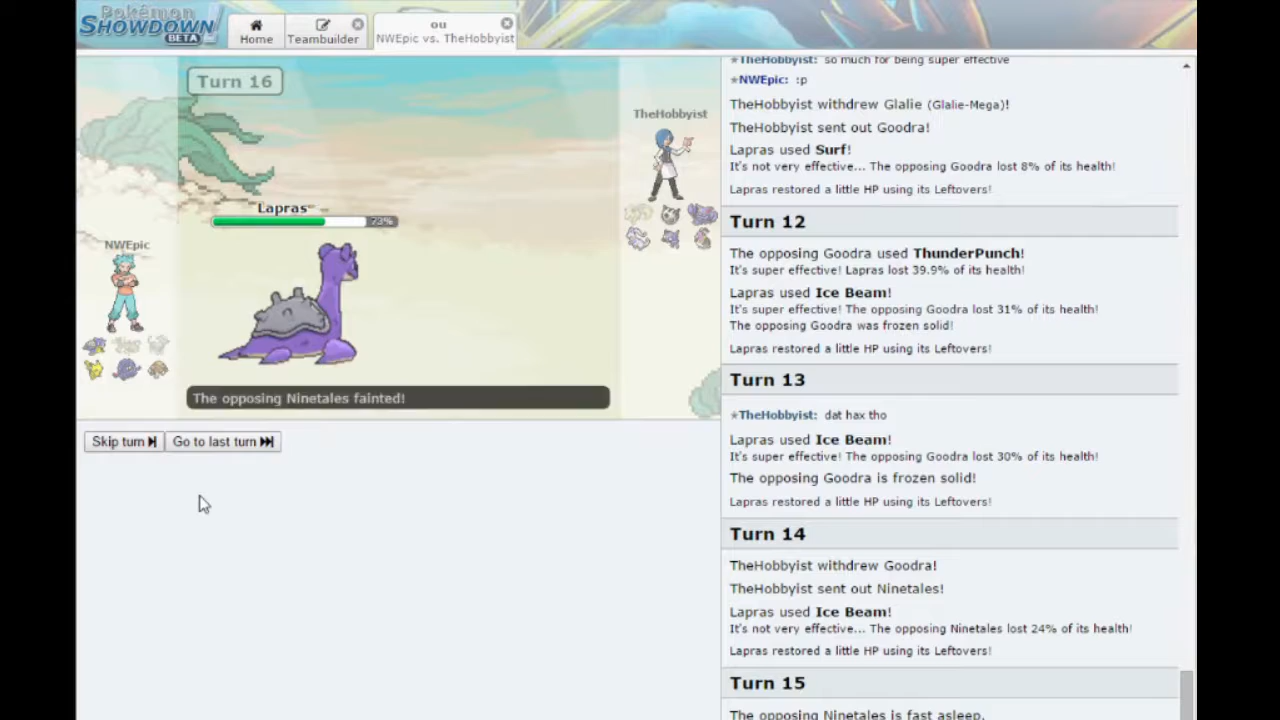 Pokémon
SHOWDOWN
BETA
Home
Teambuilder
ou
NWEpic vs. TheHobbyist
Turn 16
TheHobbyist
Lapras
73%
NWEpic
The opposing Ninetales fainted!
Skip turn
Go to last turn
★TheHobbyist: so much for being super effective
★NWEpic: :p
TheHobbyist withdrew Glalie (Glalie-Mega)!
TheHobbyist sent out Goodra!
Lapras used Surf!
It's not very effective... The opposing Goodra lost 8% of its health!
Lapras restored a little HP using its Leftovers!
Turn 12
The opposing Goodra used ThunderPunch!
It's super effective! Lapras lost 39.9% of its health!
Lapras used Ice Beam!
It's super effective! The opposing Goodra lost 31% of its health!
The opposing Goodra was frozen solid!
Lapras restored a little HP using its Leftovers!
Turn 13
★TheHobbyist: dat hax tho
Lapras used Ice Beam!
It's super effective! The opposing Goodra lost 30% of its health!
The opposing Goodra is frozen solid!
Lapras restored a little HP using its Leftovers!
Turn 14
TheHobbyist withdrew Goodra!
TheHobbyist sent out Ninetales!
Lapras used Ice Beam!
It's not very effective... The opposing Ninetales lost 24% of its health!
Lapras restored a little HP using its Leftovers!
Turn 15
The opposing Ninetales is fast asleep.